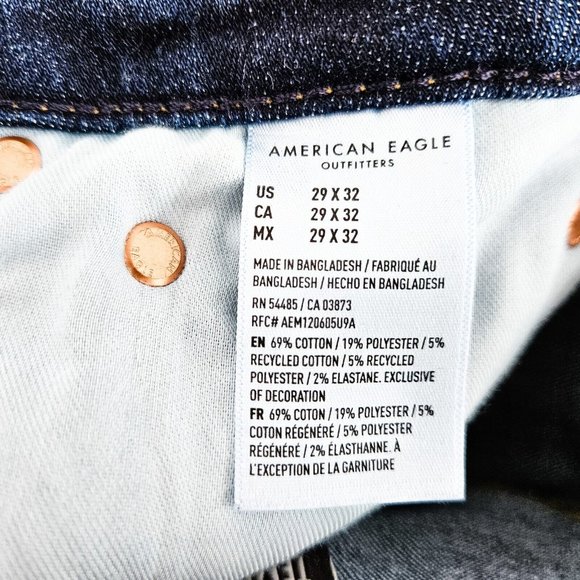 AMERICAN EAGLE
OUTFITTERS
US 29 X 32
CA 29 X 32
MX 29 X 32
MADE IN BANGLADESH / FABRIQUÉ AU
BANGLADESH / HECHO EN BANGLADESH
RN 54485 / CA 03873
RFC# AEM120605U9A
EN 69% COTTON / 19% POLYESTER / 5%
RECYCLED COTTON / 5% RECYCLED
POLYESTER / 2% ELASTANE. EXCLUSIVE
OF DECORATION
FR 69% COTON / 19% POLYESTER / 5%
COTON RÉGÉNÉRÉ / 5% POLYESTER
RÉGÉNÉRÉ / 2% ÉLASTHANNE. À
L'EXCEPTION DE LA GARNITURE